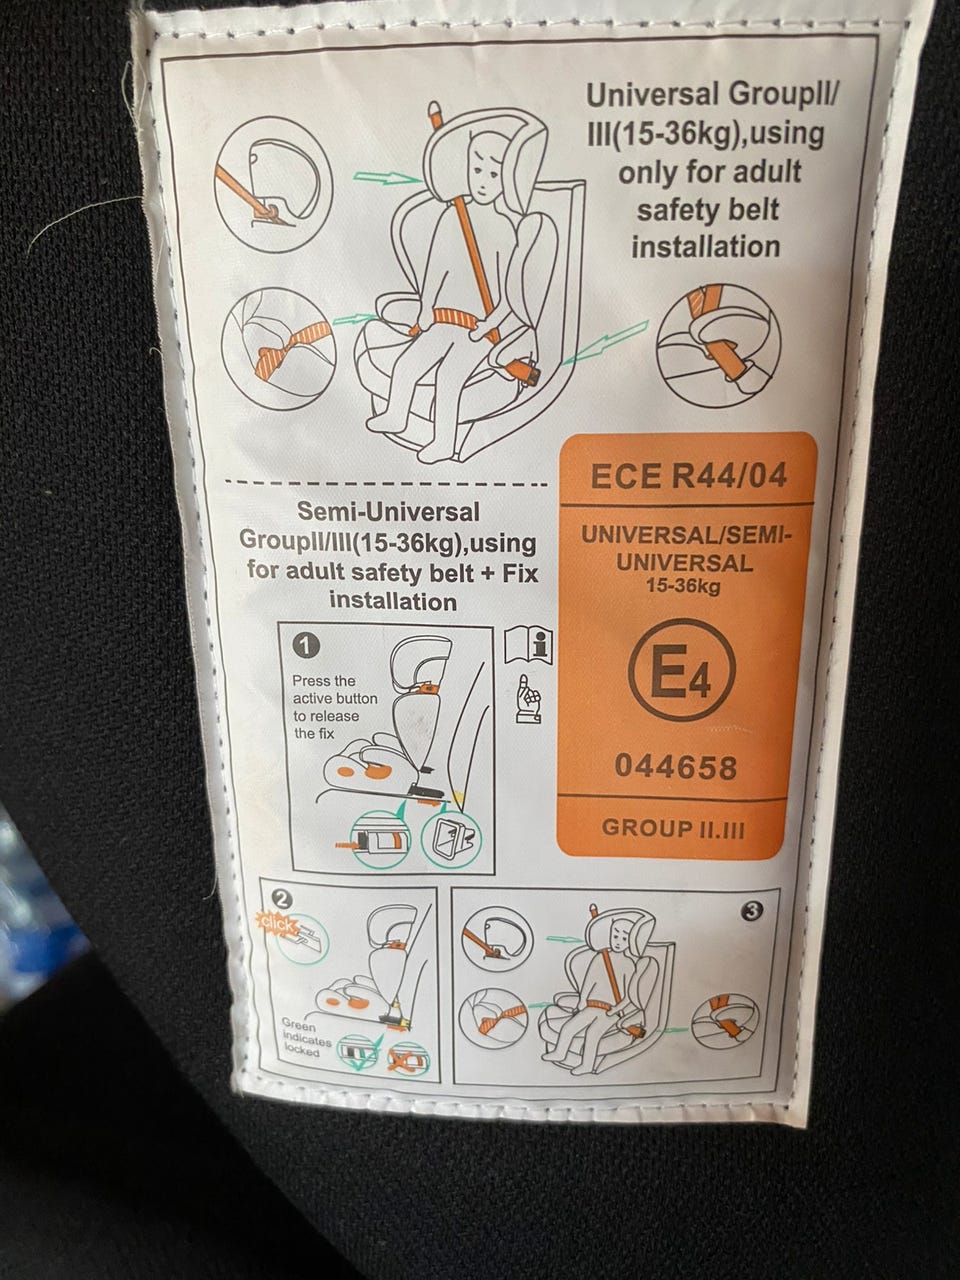 Universal GroupII/
III(15-36kg),using
only for adult
safety belt
installation
ECE R44/04
UNIVERSAL/SEMI-
UNIVERSAL
15-36kg
E4
044658
GROUP II.III
Semi-Universal
GroupII/III(15-36kg),using
for adult safety belt + Fix
installation
1
Press the
active button
to release
the fix
i
2
click
Green
indicates
locked
3